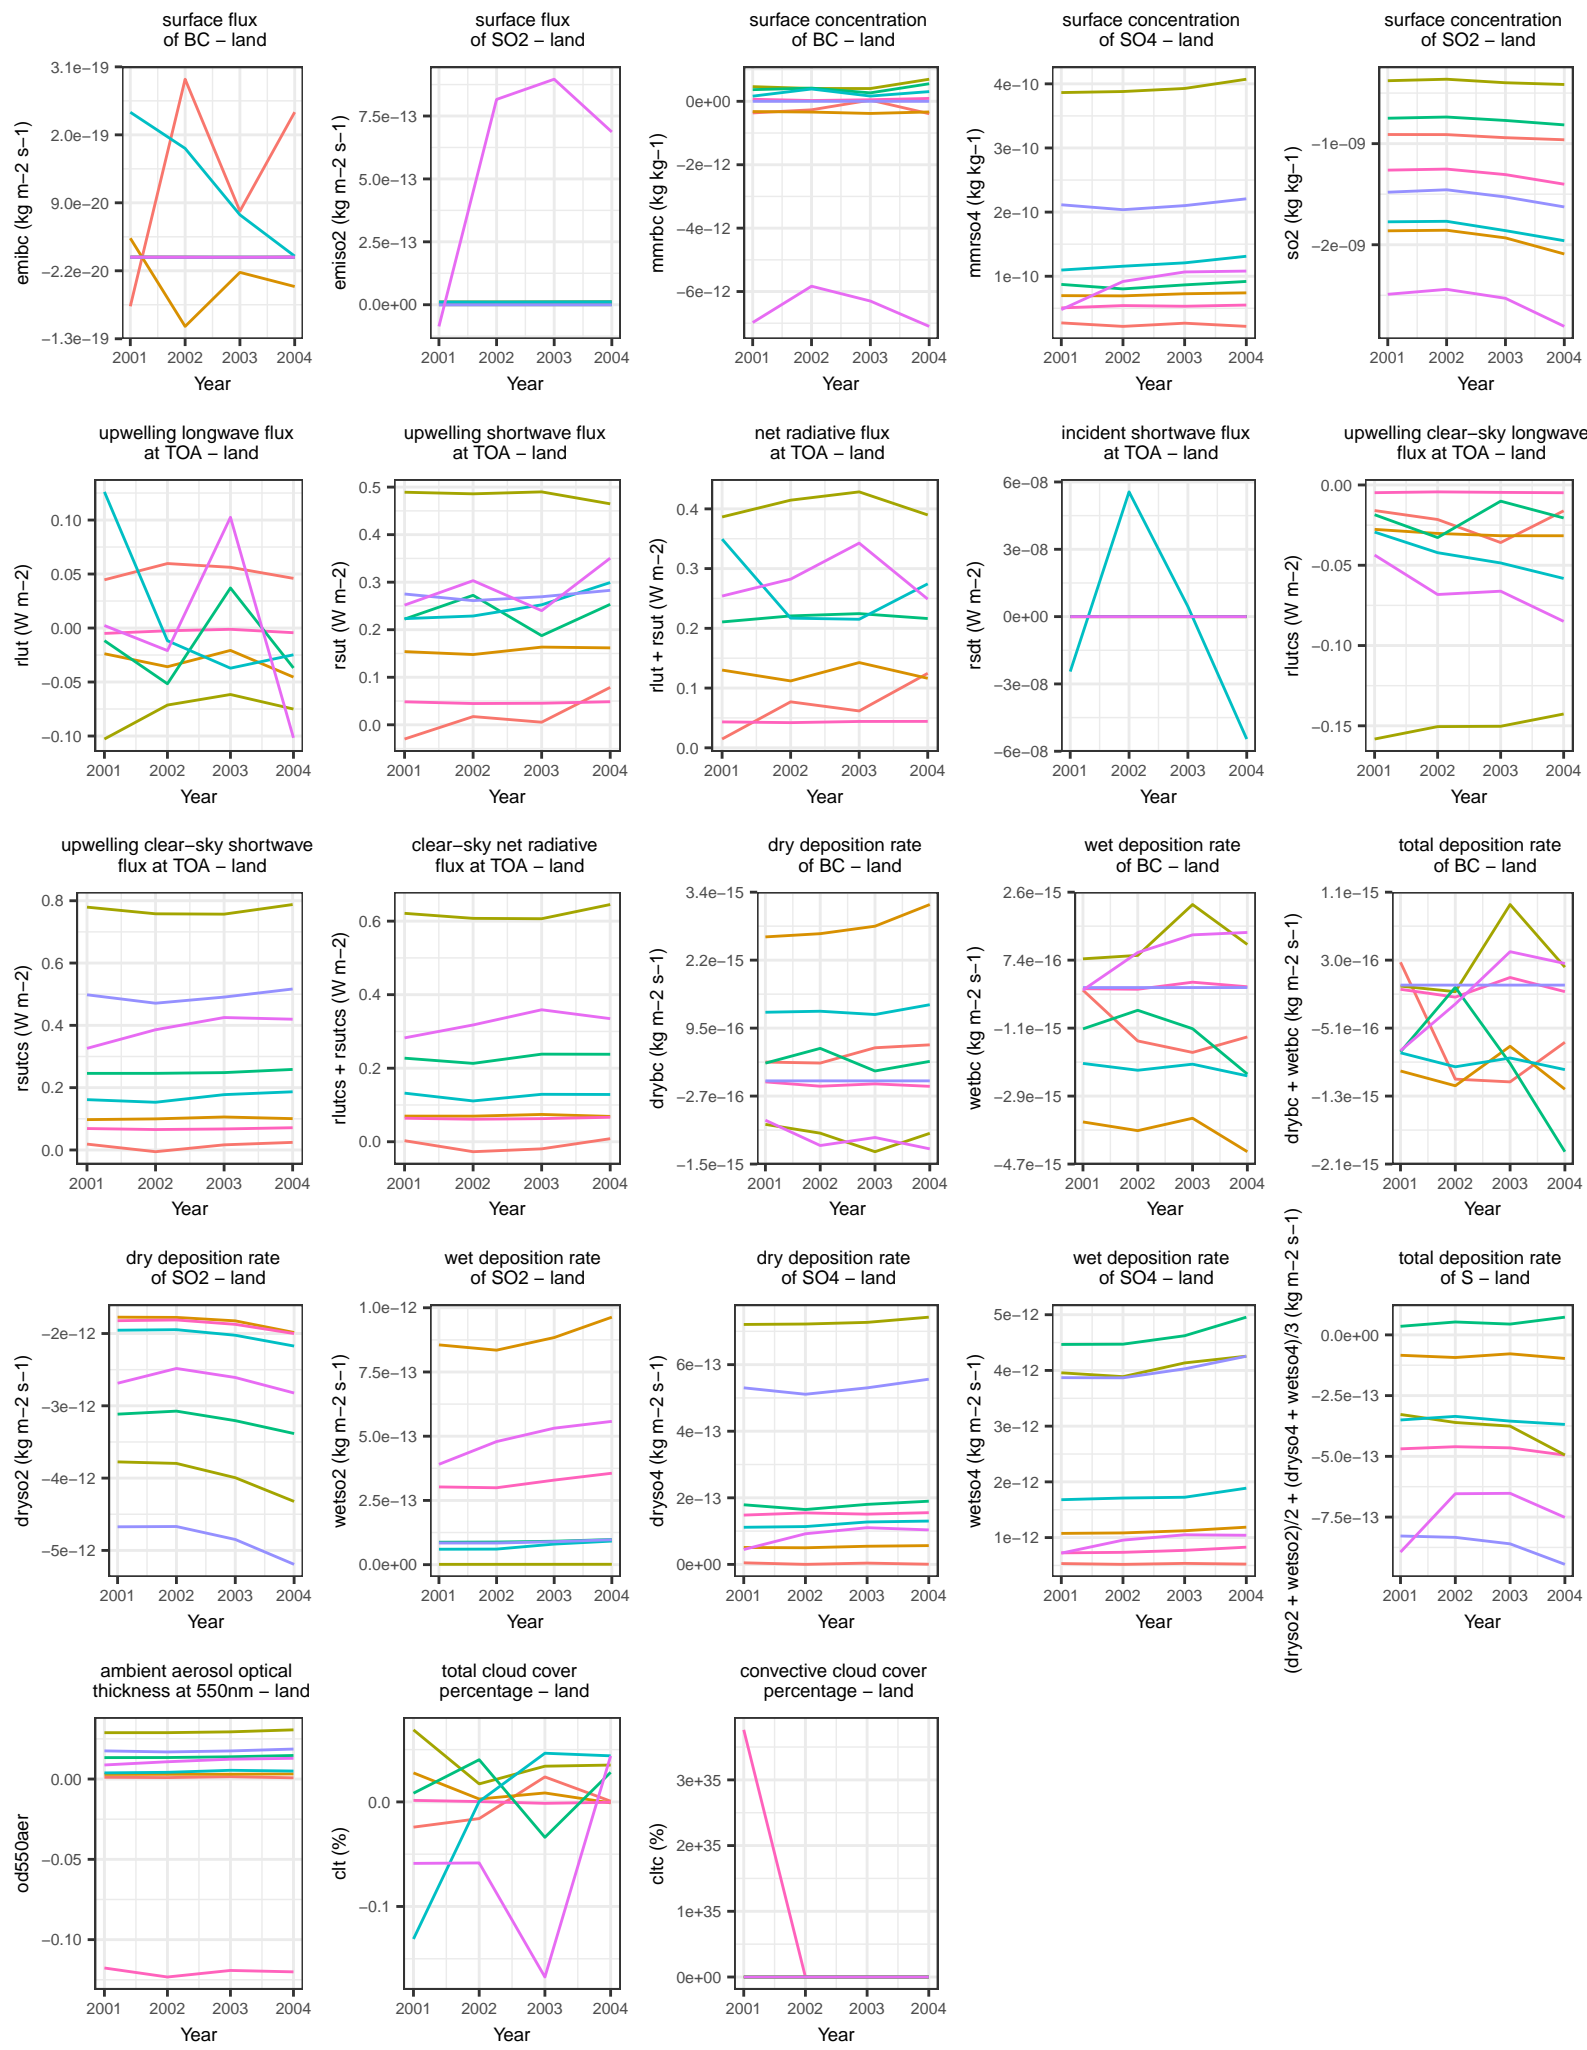 surface flux
of BC − land
surface flux
of SO2 − land
surface concentration
of BC − land
surface concentration
of SO4 − land
surface concentration
of SO2 − land
emibc (kg m−2 s−1)
3.1e−19
2.0e−19
9.0e−20
−2.2e−20
−1.3e−19
2001 2002 2003 2004
Year
emiso2 (kg m−2 s−1)
7.5e−13
5.0e−13
2.5e−13
0.0e+00
2001 2002 2003 2004
Year
mmrbc (kg kg−1)
0e+00
−2e−12
−4e−12
−6e−12
2001 2002 2003 2004
Year
mmrso4 (kg kg−1)
4e−10
3e−10
2e−10
1e−10
2001 2002 2003 2004
Year
so2 (kg kg−1)
−1e−09
−2e−09
2001 2002 2003 2004
Year
upwelling longwave flux
at TOA − land
upwelling shortwave flux
at TOA − land
net radiative flux
at TOA − land
incident shortwave flux
at TOA − land
upwelling clear−sky longwave
flux at TOA − land
rlut (W m−2)
0.10
0.05
0.00
−0.05
−0.10
2001 2002 2003 2004
Year
rsut (W m−2)
0.5
0.4
0.3
0.2
0.1
0.0
2001 2002 2003 2004
Year
rlut + rsut (W m−2)
0.4
0.3
0.2
0.1
0.0
2001 2002 2003 2004
Year
rsdt (W m−2)
6e−08
3e−08
0e+00
−3e−08
−6e−08
2001 2002 2003 2004
Year
rlutcs (W m−2)
0.00
−0.05
−0.10
−0.15
2001 2002 2003 2004
Year
upwelling clear−sky shortwave
flux at TOA − land
clear−sky net radiative
flux at TOA − land
dry deposition rate
of BC − land
wet deposition rate
of BC − land
total deposition rate
of BC − land
rsutcs (W m−2)
0.8
0.6
0.4
0.2
0.0
2001 2002 2003 2004
Year
rlutcs + rsutcs (W m−2)
0.6
0.4
0.2
0.0
2001 2002 2003 2004
Year
drybc (kg m−2 s−1)
3.4e−15
2.2e−15
9.5e−16
−2.7e−16
−1.5e−15
2001 2002 2003 2004
Year
wetbc (kg m−2 s−1)
2.6e−15
7.4e−16
−1.1e−15
−2.9e−15
−4.7e−15
2001 2002 2003 2004
Year
drybc + wetbc (kg m−2 s−1)
1.1e−15
3.0e−16
−5.1e−16
−1.3e−15
−2.1e−15
2001 2002 2003 2004
Year
dry deposition rate
of SO2 − land
wet deposition rate
of SO2 − land
dry deposition rate
of SO4 − land
wet deposition rate
of SO4 − land
total deposition rate
of S − land
dryso2 (kg m−2 s−1)
−2e−12
−3e−12
−4e−12
−5e−12
2001 2002 2003 2004
Year
wetso2 (kg m−2 s−1)
1.0e−12
7.5e−13
5.0e−13
2.5e−13
0.0e+00
2001 2002 2003 2004
Year
dryso4 (kg m−2 s−1)
6e−13
4e−13
2e−13
0e+00
2001 2002 2003 2004
Year
wetso4 (kg m−2 s−1)
5e−12
4e−12
3e−12
2e−12
1e−12
2001 2002 2003 2004
Year
(dryso2 + wetso2)/2 + (dryso4 + wetso4)/3 (kg m−2 s−1)
0.0e+00
−2.5e−13
−5.0e−13
−7.5e−13
2001 2002 2003 2004
Year
ambient aerosol optical
thickness at 550nm − land
total cloud cover
percentage − land
convective cloud cover
percentage − land
od550aer
0.00
−0.05
−0.10
2001 2002 2003 2004
Year
clt (%)
0.0
−0.1
2001 2002 2003 2004
Year
cltc (%)
3e+35
2e+35
1e+35
0e+00
2001 2002 2003 2004
Year